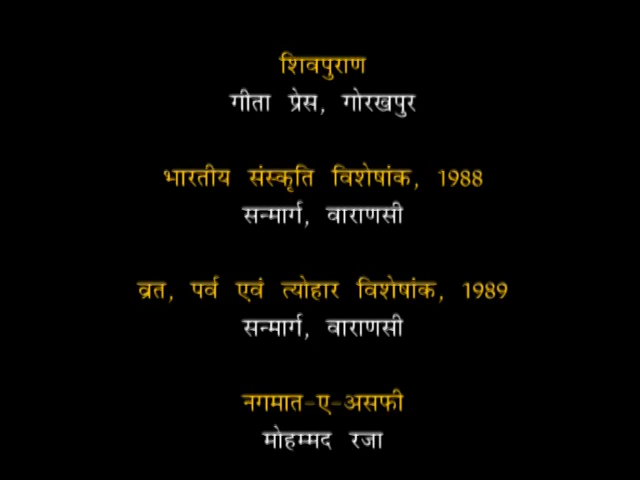 शिवपुराण
गीता प्रेस, गोरखपुर
भारतीय संस्कृति विशेषांक, 1988
सन्मार्ग, वाराणसी
व्रत, पर्व एवं त्योहार विशेषांक, 1989
सन्मार्ग, वाराणसी
नगमात-ए-असफी
मोहम्मद रजा